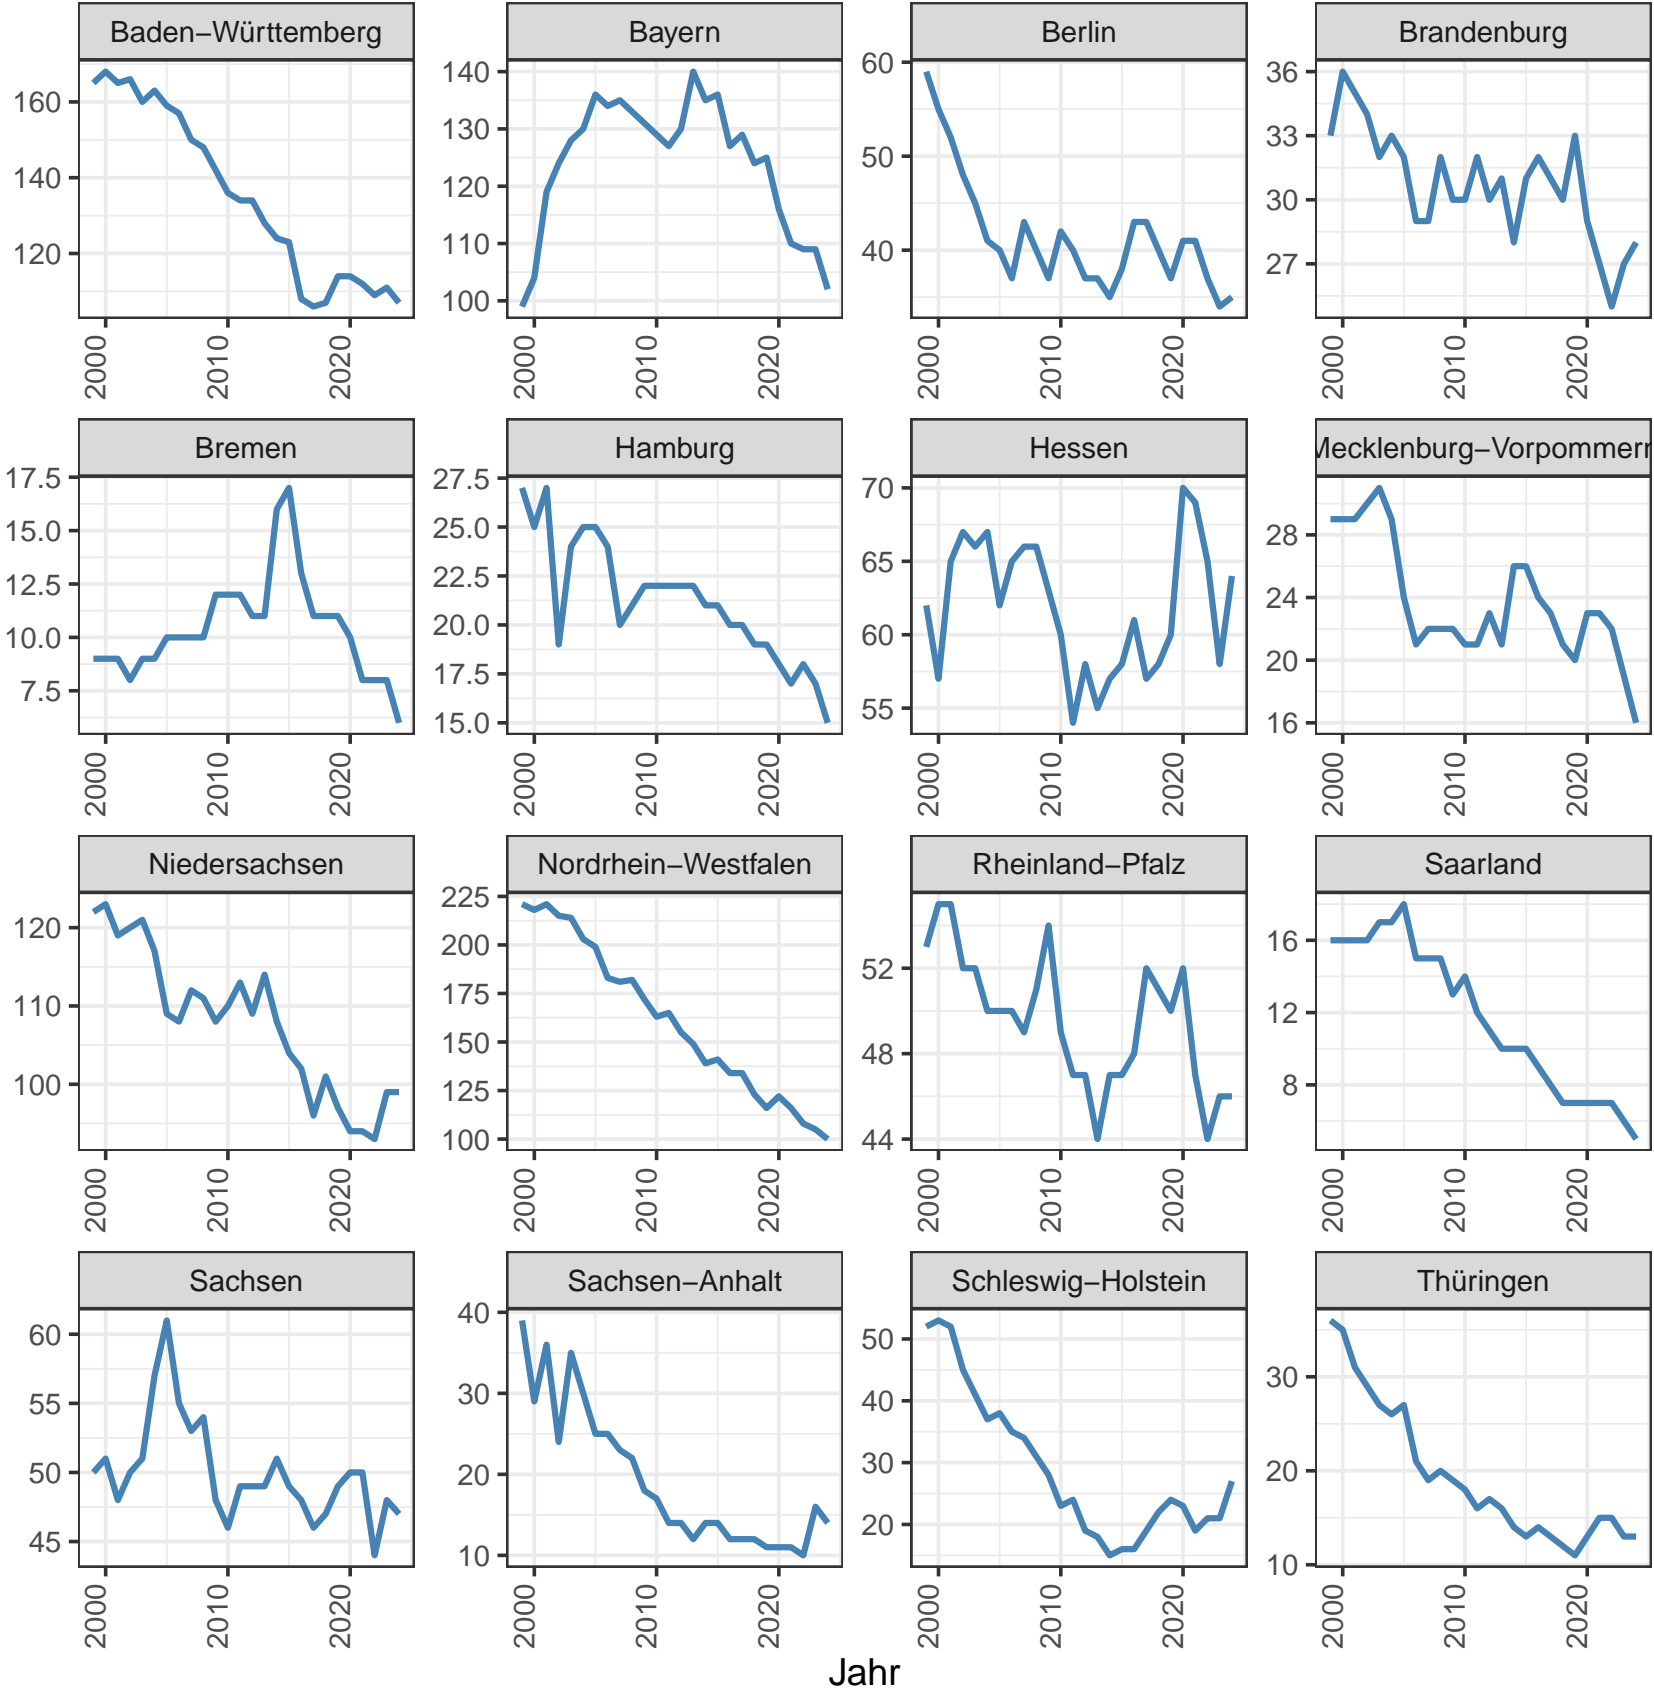 Baden−Württemberg Bayern Berlin Brandenburg
160 140 120
2000 2010 2020
140 130 120 110 100
2000 2010 2020
60 50 40
2000 2010 2020
36 33 30 27
2000 2010 2020
Bremen Hamburg Hessen Mecklenburg−Vorpommern
17.5 15.0 12.5 10.0 7.5
2000 2010 2020
27.5 25.0 22.5 20.0 17.5 15.0
2000 2010 2020
70 65 60 55
2000 2010 2020
28 24 20 16
2000 2010 2020
Niedersachsen Nordrhein−Westfalen Rheinland−Pfalz Saarland
120 110 100
2000 2010 2020
225 200 175 150 125 100
2000 2010 2020
52 48 44
2000 2010 2020
16 12 8
2000 2010 2020
Sachsen Sachsen−Anhalt Schleswig−Holstein Thüringen
60 55 50 45
2000 2010 2020
40 30 20 10
2000 2010 2020
50 40 30 20
2000 2010 2020
30 20 10
2000 2010 2020
Jahr